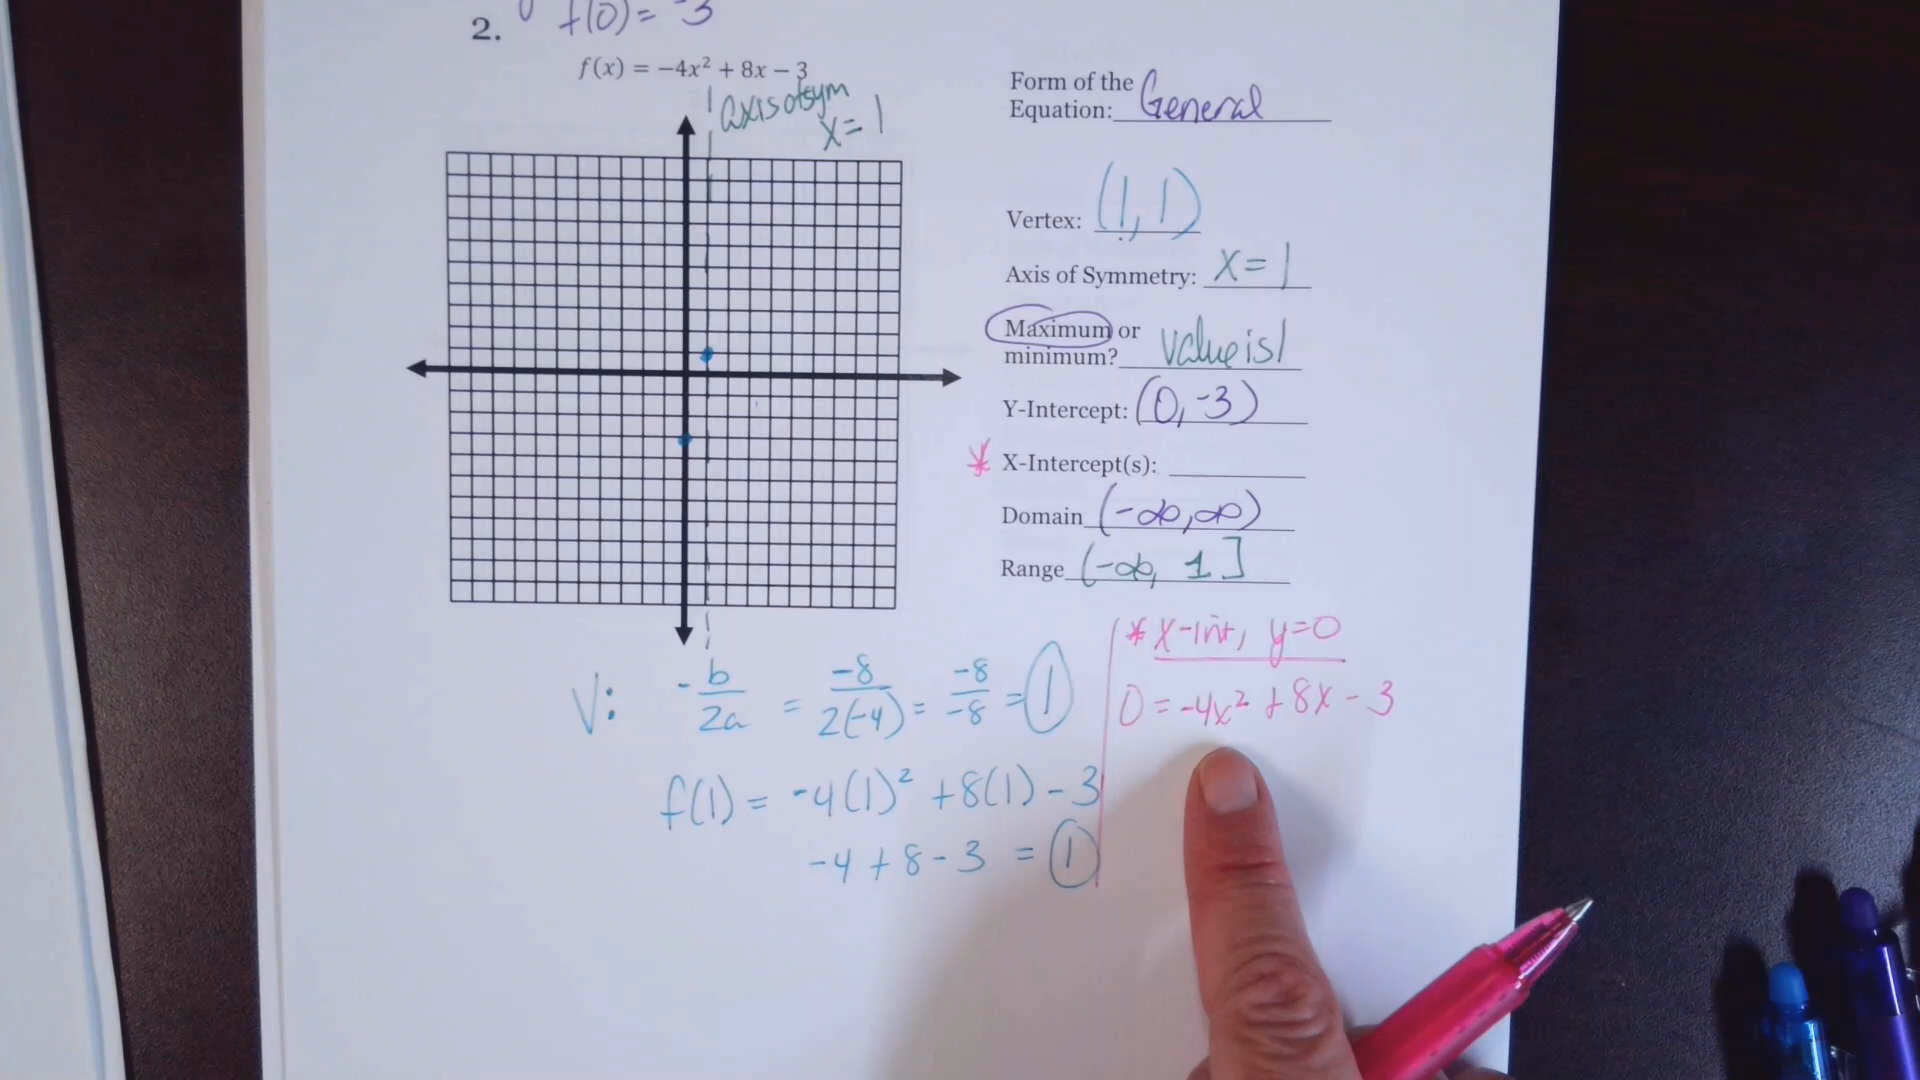 2. f(0) = -3
f(x) = −4x² + 8x − 3
axis of sym
x = 1
Form of the
Equation: General
Vertex: (1, 1)
Axis of Symmetry: x = 1
Maximum or
minimum? value is 1
Y-Intercept: (0, -3)
* X-Intercept(s):
Domain (-∞, ∞)
Range (-∞, 1]
V: -b/2a = -8/2(-4) = -8/-8 = 1
f(1) = -4(1)² + 8(1) - 3
-4 + 8 - 3 = 1
* x-int, y=0
0 = -4x² + 8x - 3